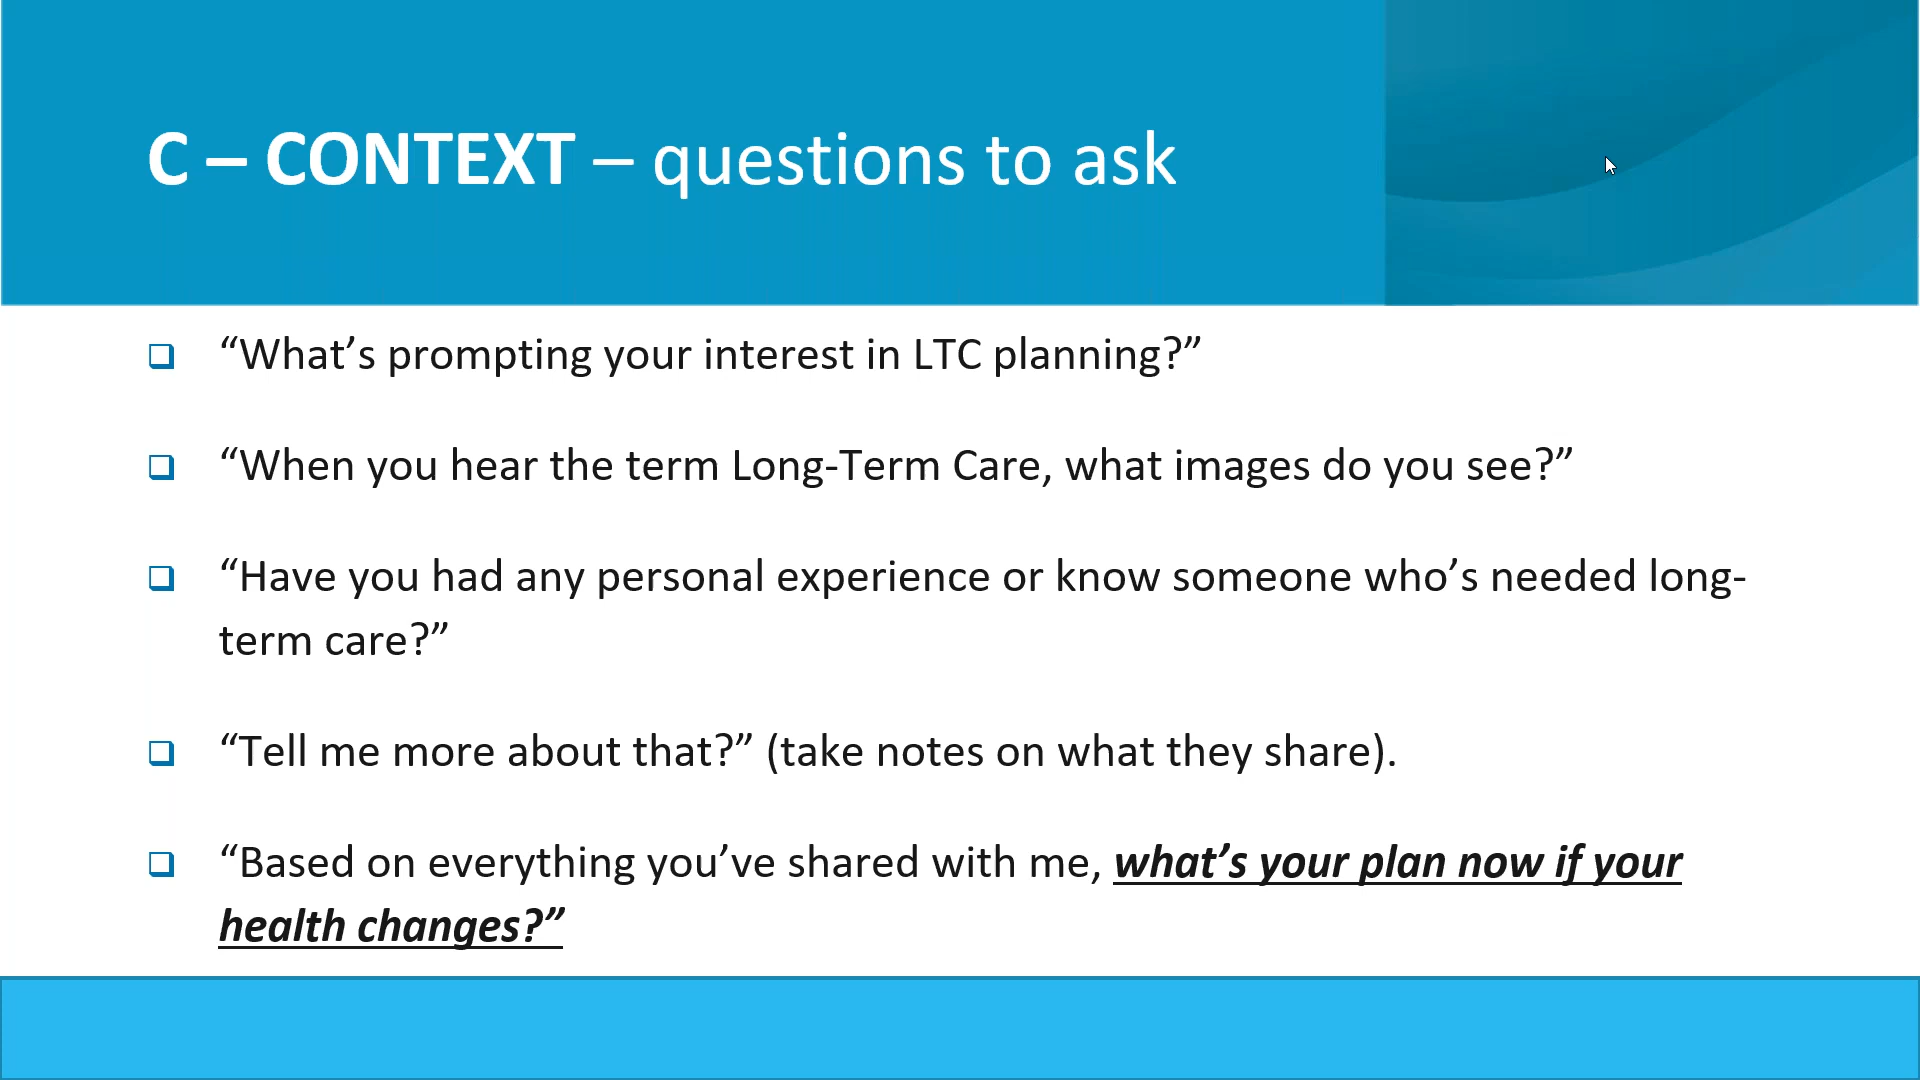 C – CONTEXT – questions to ask
“What’s prompting your interest in LTC planning?”
“When you hear the term Long-Term Care, what images do you see?”
“Have you had any personal experience or know someone who’s needed long-
term care?”
“Tell me more about that?” (take notes on what they share).
“Based on everything you’ve shared with me, what’s your plan now if your
health changes?”